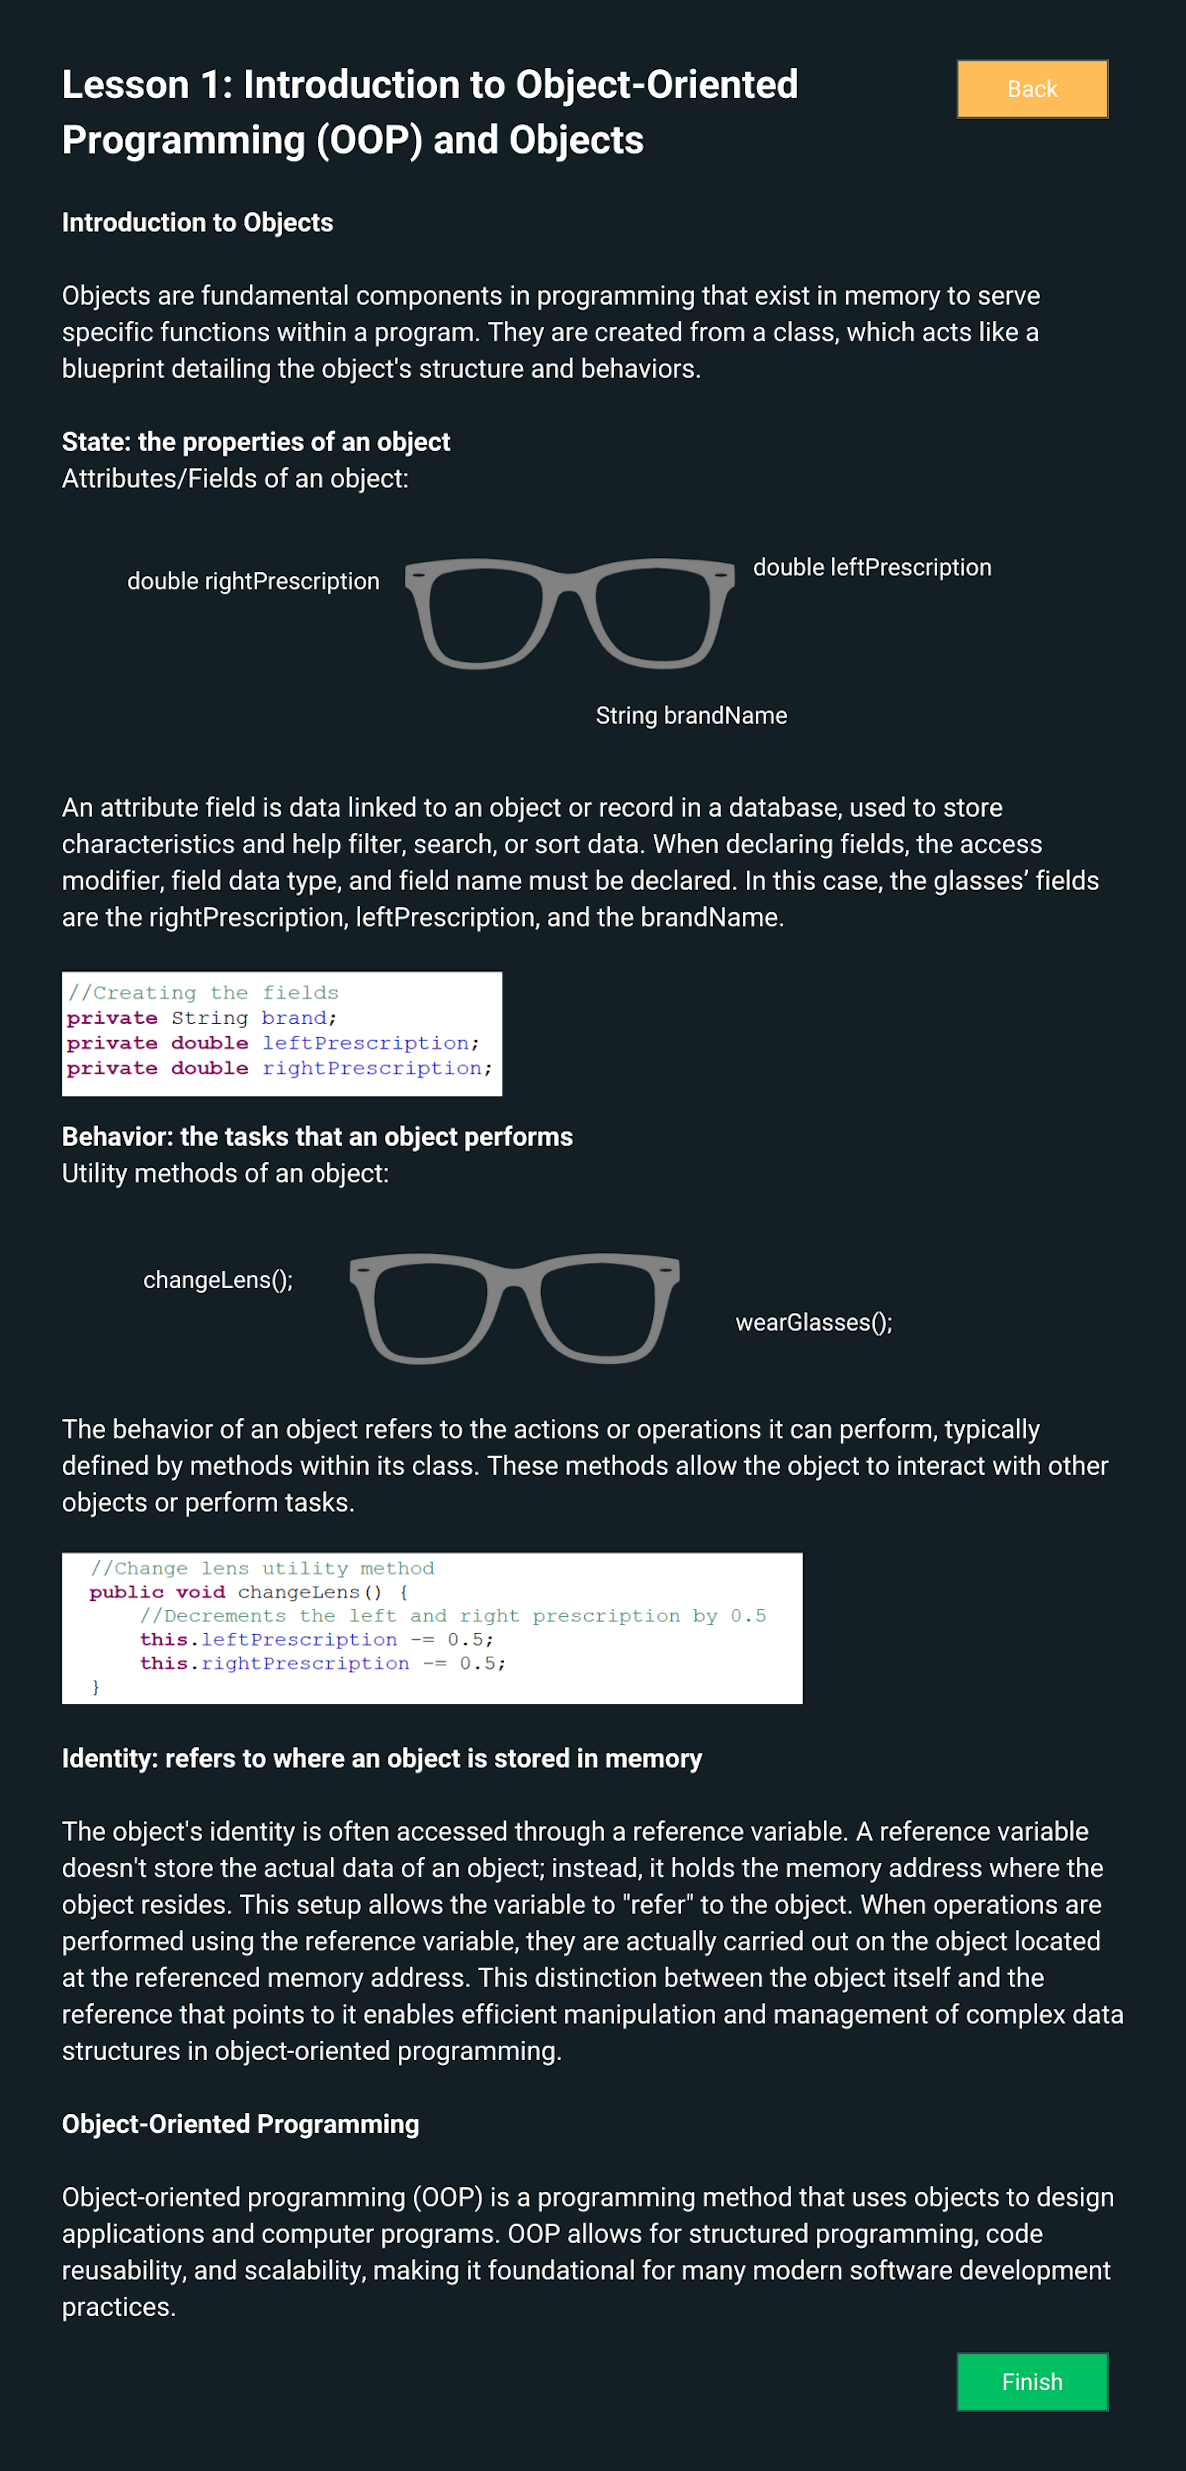 Lesson 1: Introduction to Object-Oriented
Programming (OOP) and Objects
Back
Introduction to Objects
Objects are fundamental components in programming that exist in memory to serve
specific functions within a program. They are created from a class, which acts like a
blueprint detailing the object's structure and behaviors.
State: the properties of an object
Attributes/Fields of an object:
double rightPrescription
double leftPrescription
String brandName
An attribute field is data linked to an object or record in a database, used to store
characteristics and help filter, search, or sort data. When declaring fields, the access
modifier, field data type, and field name must be declared. In this case, the glasses’ fields
are the rightPrescription, leftPrescription, and the brandName.
//Creating the fields
private String brand;
private double leftPrescription;
private double rightPrescription;
Behavior: the tasks that an object performs
Utility methods of an object:
changeLens();
wearGlasses();
The behavior of an object refers to the actions or operations it can perform, typically
defined by methods within its class. These methods allow the object to interact with other
objects or perform tasks.
//Change lens utility method
public void changeLens() {
//Decrements the left and right prescription by 0.5
this.leftPrescription -= 0.5;
this.rightPrescription -= 0.5;
}
Identity: refers to where an object is stored in memory
The object's identity is often accessed through a reference variable. A reference variable
doesn't store the actual data of an object; instead, it holds the memory address where the
object resides. This setup allows the variable to "refer" to the object. When operations are
performed using the reference variable, they are actually carried out on the object located
at the referenced memory address. This distinction between the object itself and the
reference that points to it enables efficient manipulation and management of complex data
structures in object-oriented programming.
Object-Oriented Programming
Object-oriented programming (OOP) is a programming method that uses objects to design
applications and computer programs. OOP allows for structured programming, code
reusability, and scalability, making it foundational for many modern software development
practices.
Finish